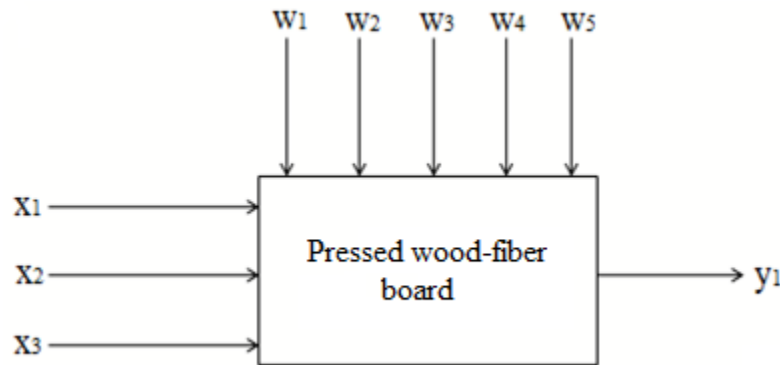 W1 W2 W3 W4 W5
X1
Pressed wood-fiber
board
X2
y1
X3